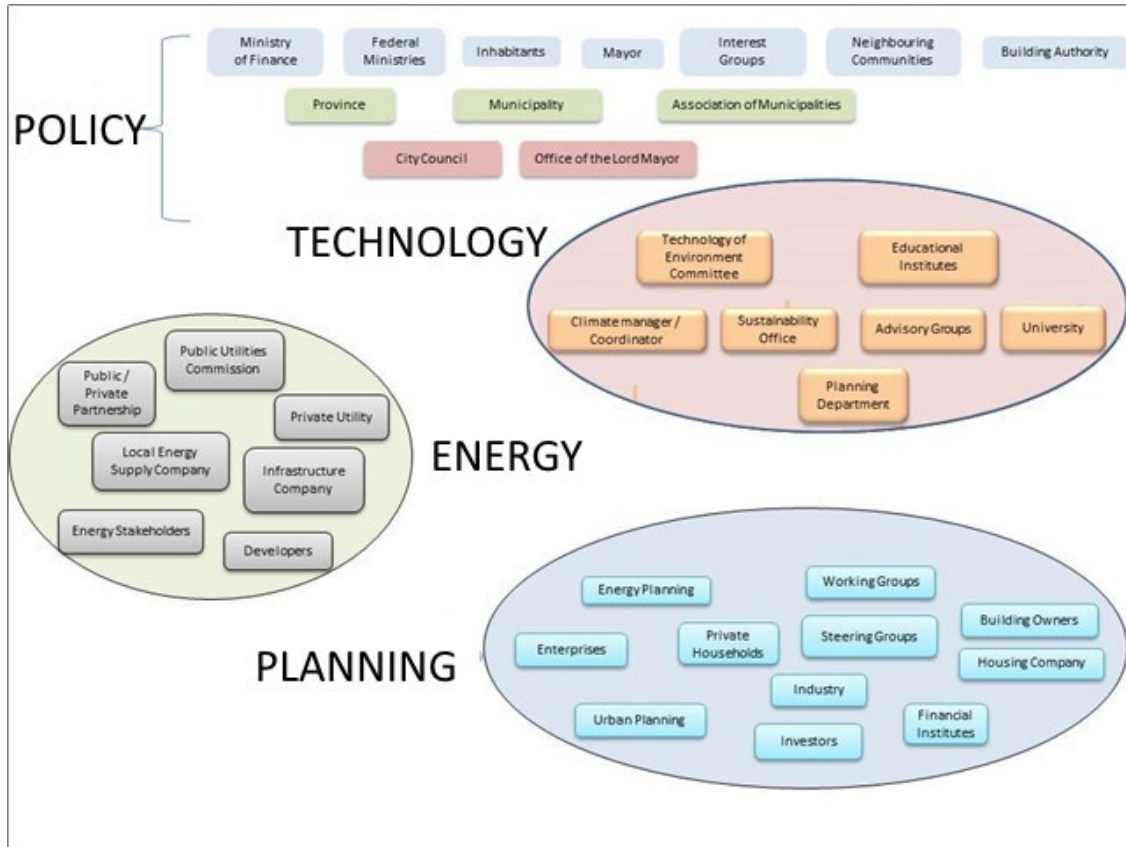 Ministry
of Finance
Federal
Ministries
Inhabitants
Mayor
Interest
Groups
Neighbouring
Communities
Building Authority
Province
Municipality
Association of Municipalities
POLICY
City Council
Office of the Lord Mayor
TECHNOLOGY
Technology of
Environment
Committee
Educational
Institutes
Climate manager /
Coordinator
Sustainability
Office
Advisory Groups
University
Planning
Department
Public Utilities
Commission
Public /
Private
Partnership
Private Utility
Local Energy
Supply Company
Infrastructure
Company
Energy Stakeholders
Developers
ENERGY
Energy Planning
Working Groups
Building Owners
Enterprises
Private
Households
Steering Groups
Housing Company
Industry
Urban Planning
Investors
Financial
Institutes
PLANNING